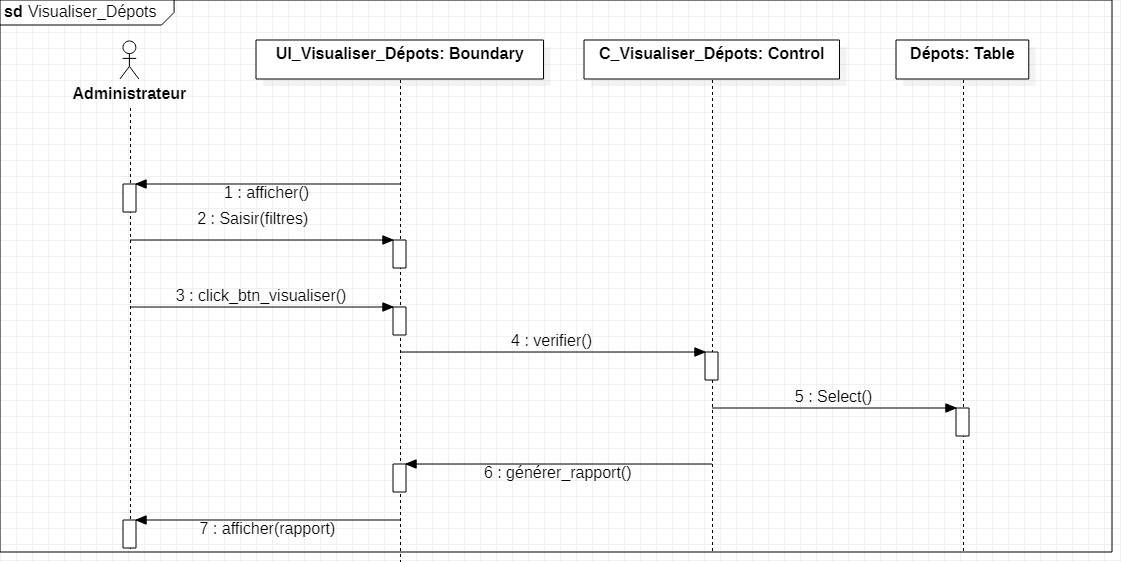 sd Visualiser_Dépots
UI_Visualiser_Dépots: Boundary
C_Visualiser_Dépots: Control
Dépots: Table
Administrateur
1 : afficher()
2 : Saisir(filtres)
3 : click_btn_visualiser()
4 : verifier()
5 : Select()
6 : générer_rapport()
7 : afficher(rapport)